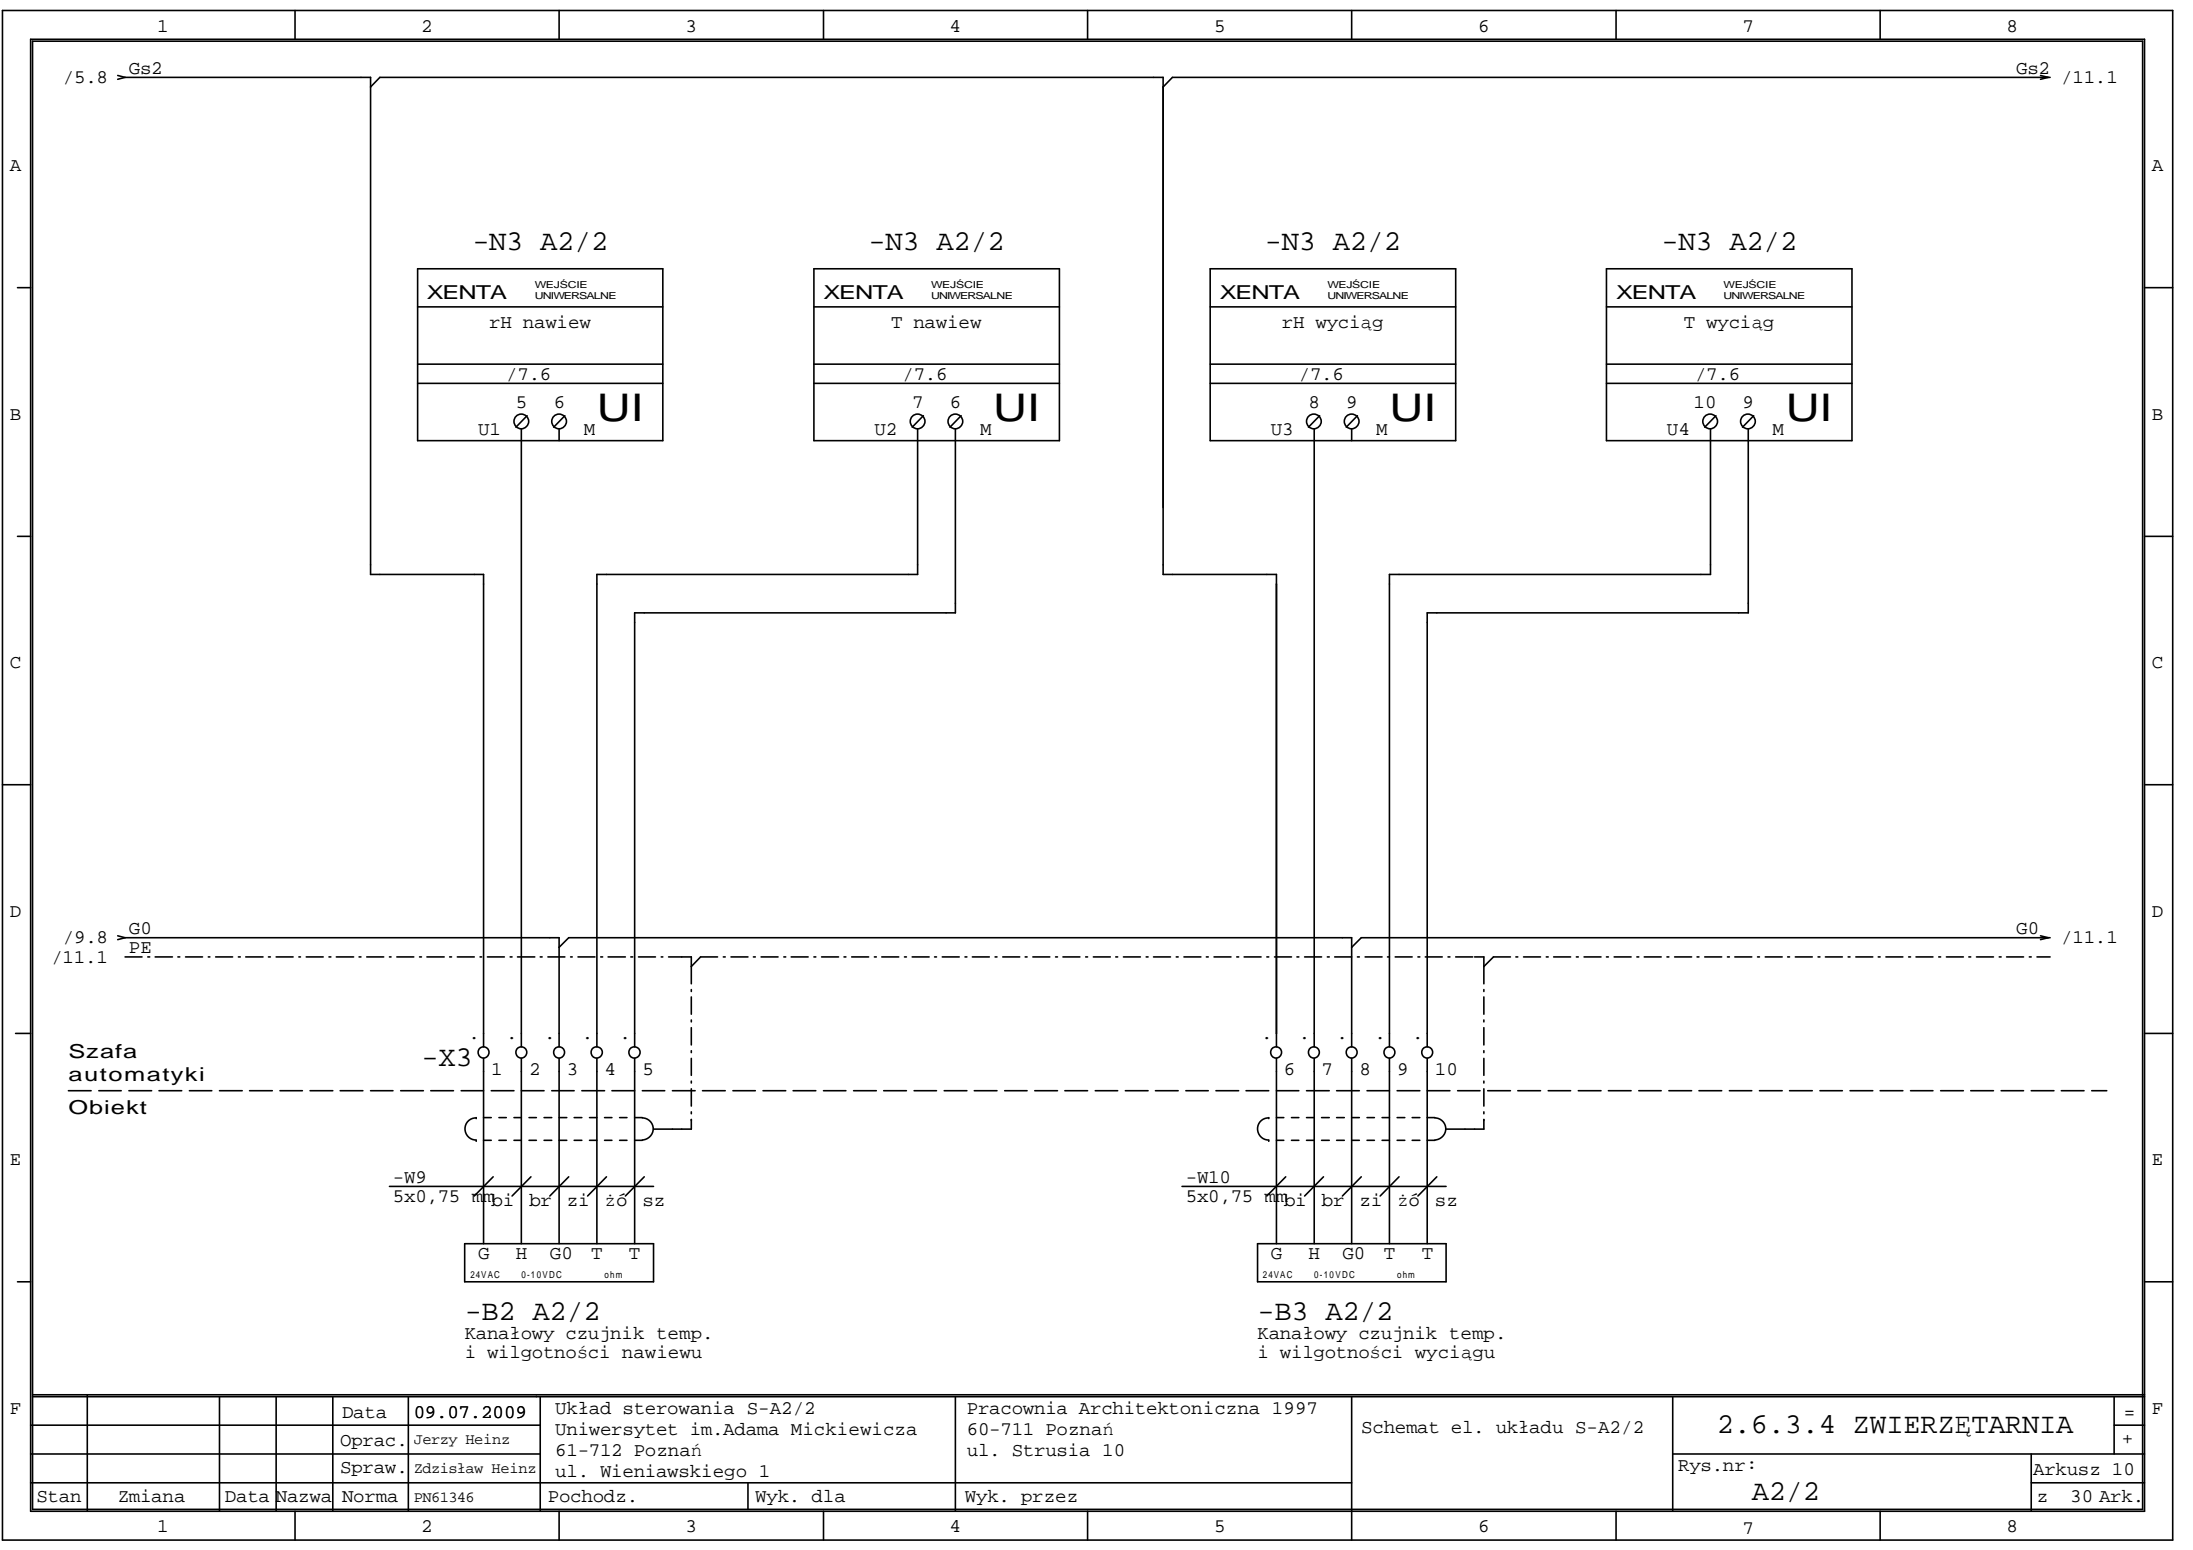 1 2 3 4 5 6 7 8
/5.8 Gs2 Gs2 /11.1
A A
-N3 A2/2 -N3 A2/2 -N3 A2/2 -N3 A2/2
XENTA WEJŚCIE UNIWERSALNE XENTA WEJŚCIE UNIWERSALNE XENTA WEJŚCIE UNIWERSALNE XENTA WEJŚCIE UNIWERSALNE
rH nawiew T nawiew rH wyciąg T wyciąg
/7.6 /7.6 /7.6 /7.6
B 5 6 UI 7 6 UI 8 9 UI 10 9 UI B
U1 M U2 M U3 M U4 M
C C
D D
/9.8 G0 G0 /11.1
/11.1 PE
Szafa
automatyki
-X3 1 2 3 4 5 6 7 8 9 10
Obiekt
E E
-W9 -W10
5x0,75 mm bi br zi żó sz 5x0,75 mm bi br zi żó sz
G H G0 T T G H G0 T T
24VAC 0-10VDC ohm 24VAC 0-10VDC ohm
-B2 A2/2 -B3 A2/2
Kanałowy czujnik temp. Kanałowy czujnik temp.
i wilgotności nawiewu i wilgotności wyciągu
F F
Data 09.07.2009
Oprac. Jerzy Heinz
Spraw. Zdzisław Heinz
Stan Zmiana Data Nazwa Norma PN61346
Układ sterowania S-A2/2
Uniwersytet im.Adama Mickiewicza
61-712 Poznań
ul. Wieniawskiego 1
Pochodz. Wyk. dla Wyk. przez
Pracownia Architektoniczna 1997
60-711 Poznań
ul. Strusia 10
Schemat el. układu S-A2/2
2.6.3.4 ZWIERZĘTARNIA
=
+
Rys.nr:
A2/2
Arkusz 10
z 30 Ark.
1 2 3 4 5 6 7 8